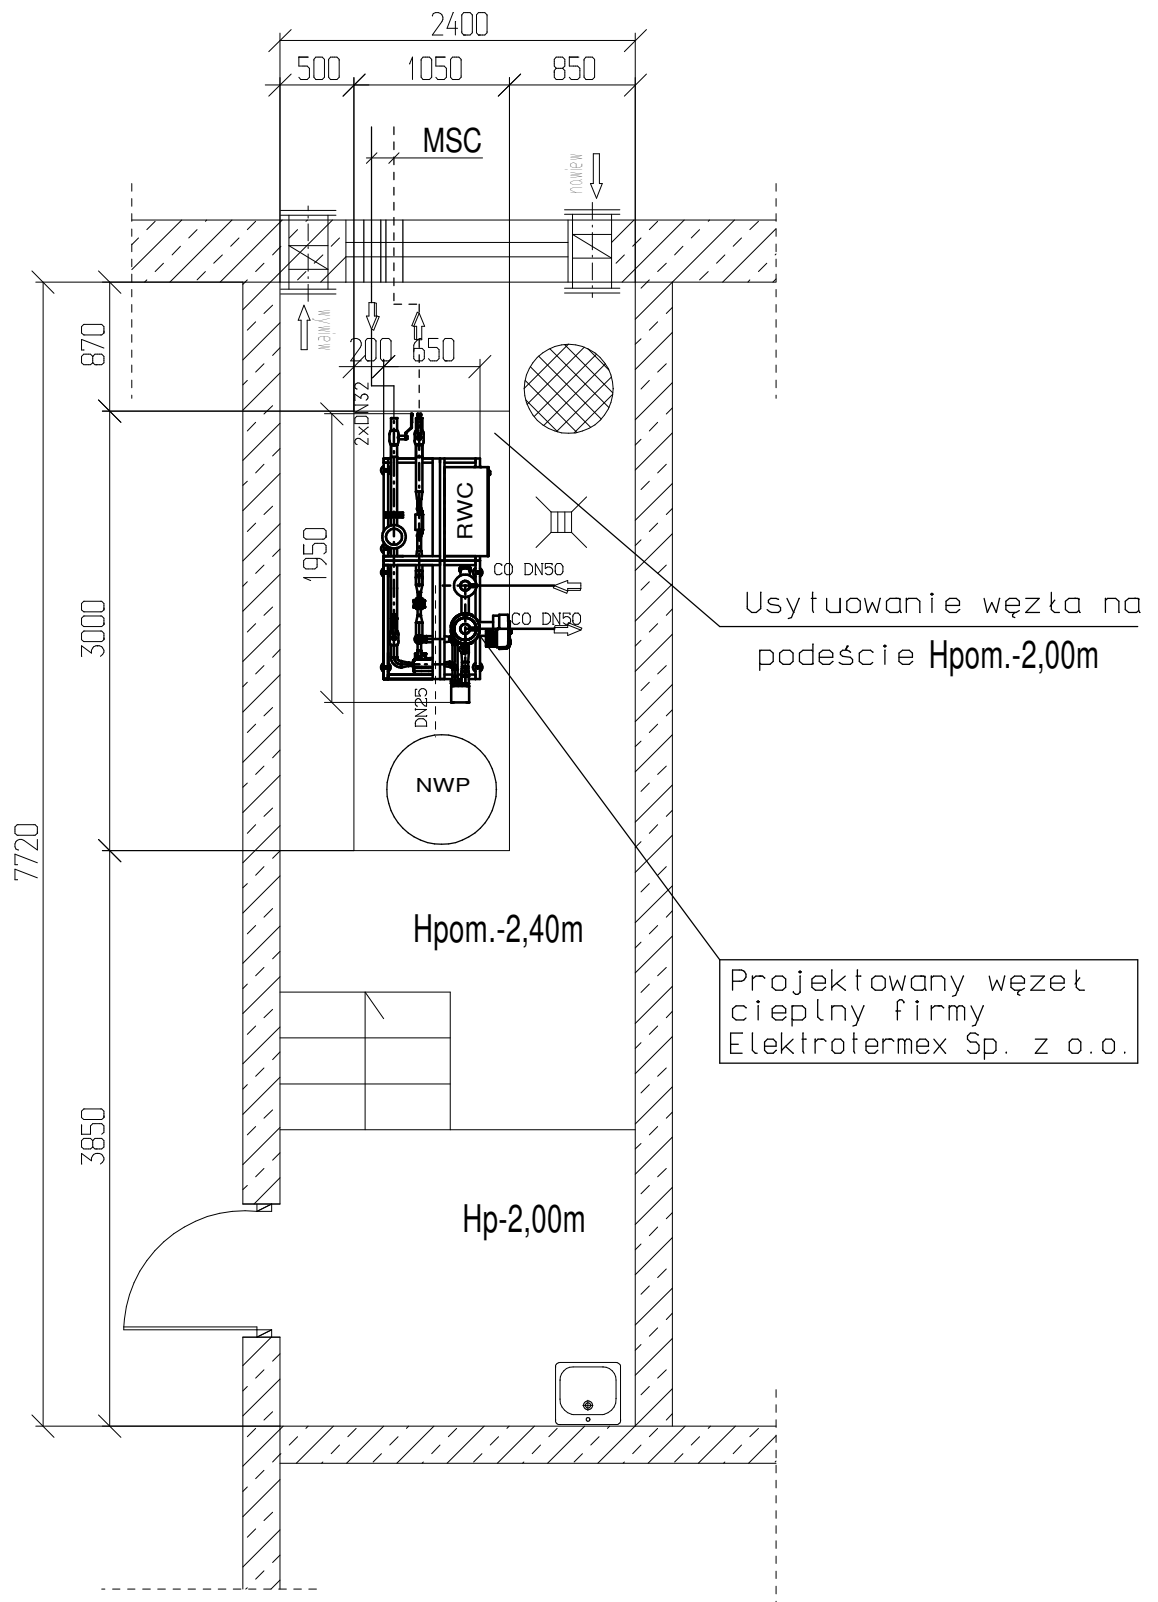 2400
500
1050
850
MSC
nawiew
wywiew
870
200
650
2xDN32
RWC
1950
CO DN50
CO DN50
Usytuowanie węzła na
podeście Hpom.-2,00m
3000
DN25
NWP
7720
Hpom.-2,40m
Projektowany węzeł
cieplny firmy
Elektrotermex Sp. z o.o.
3850
Hp-2,00m